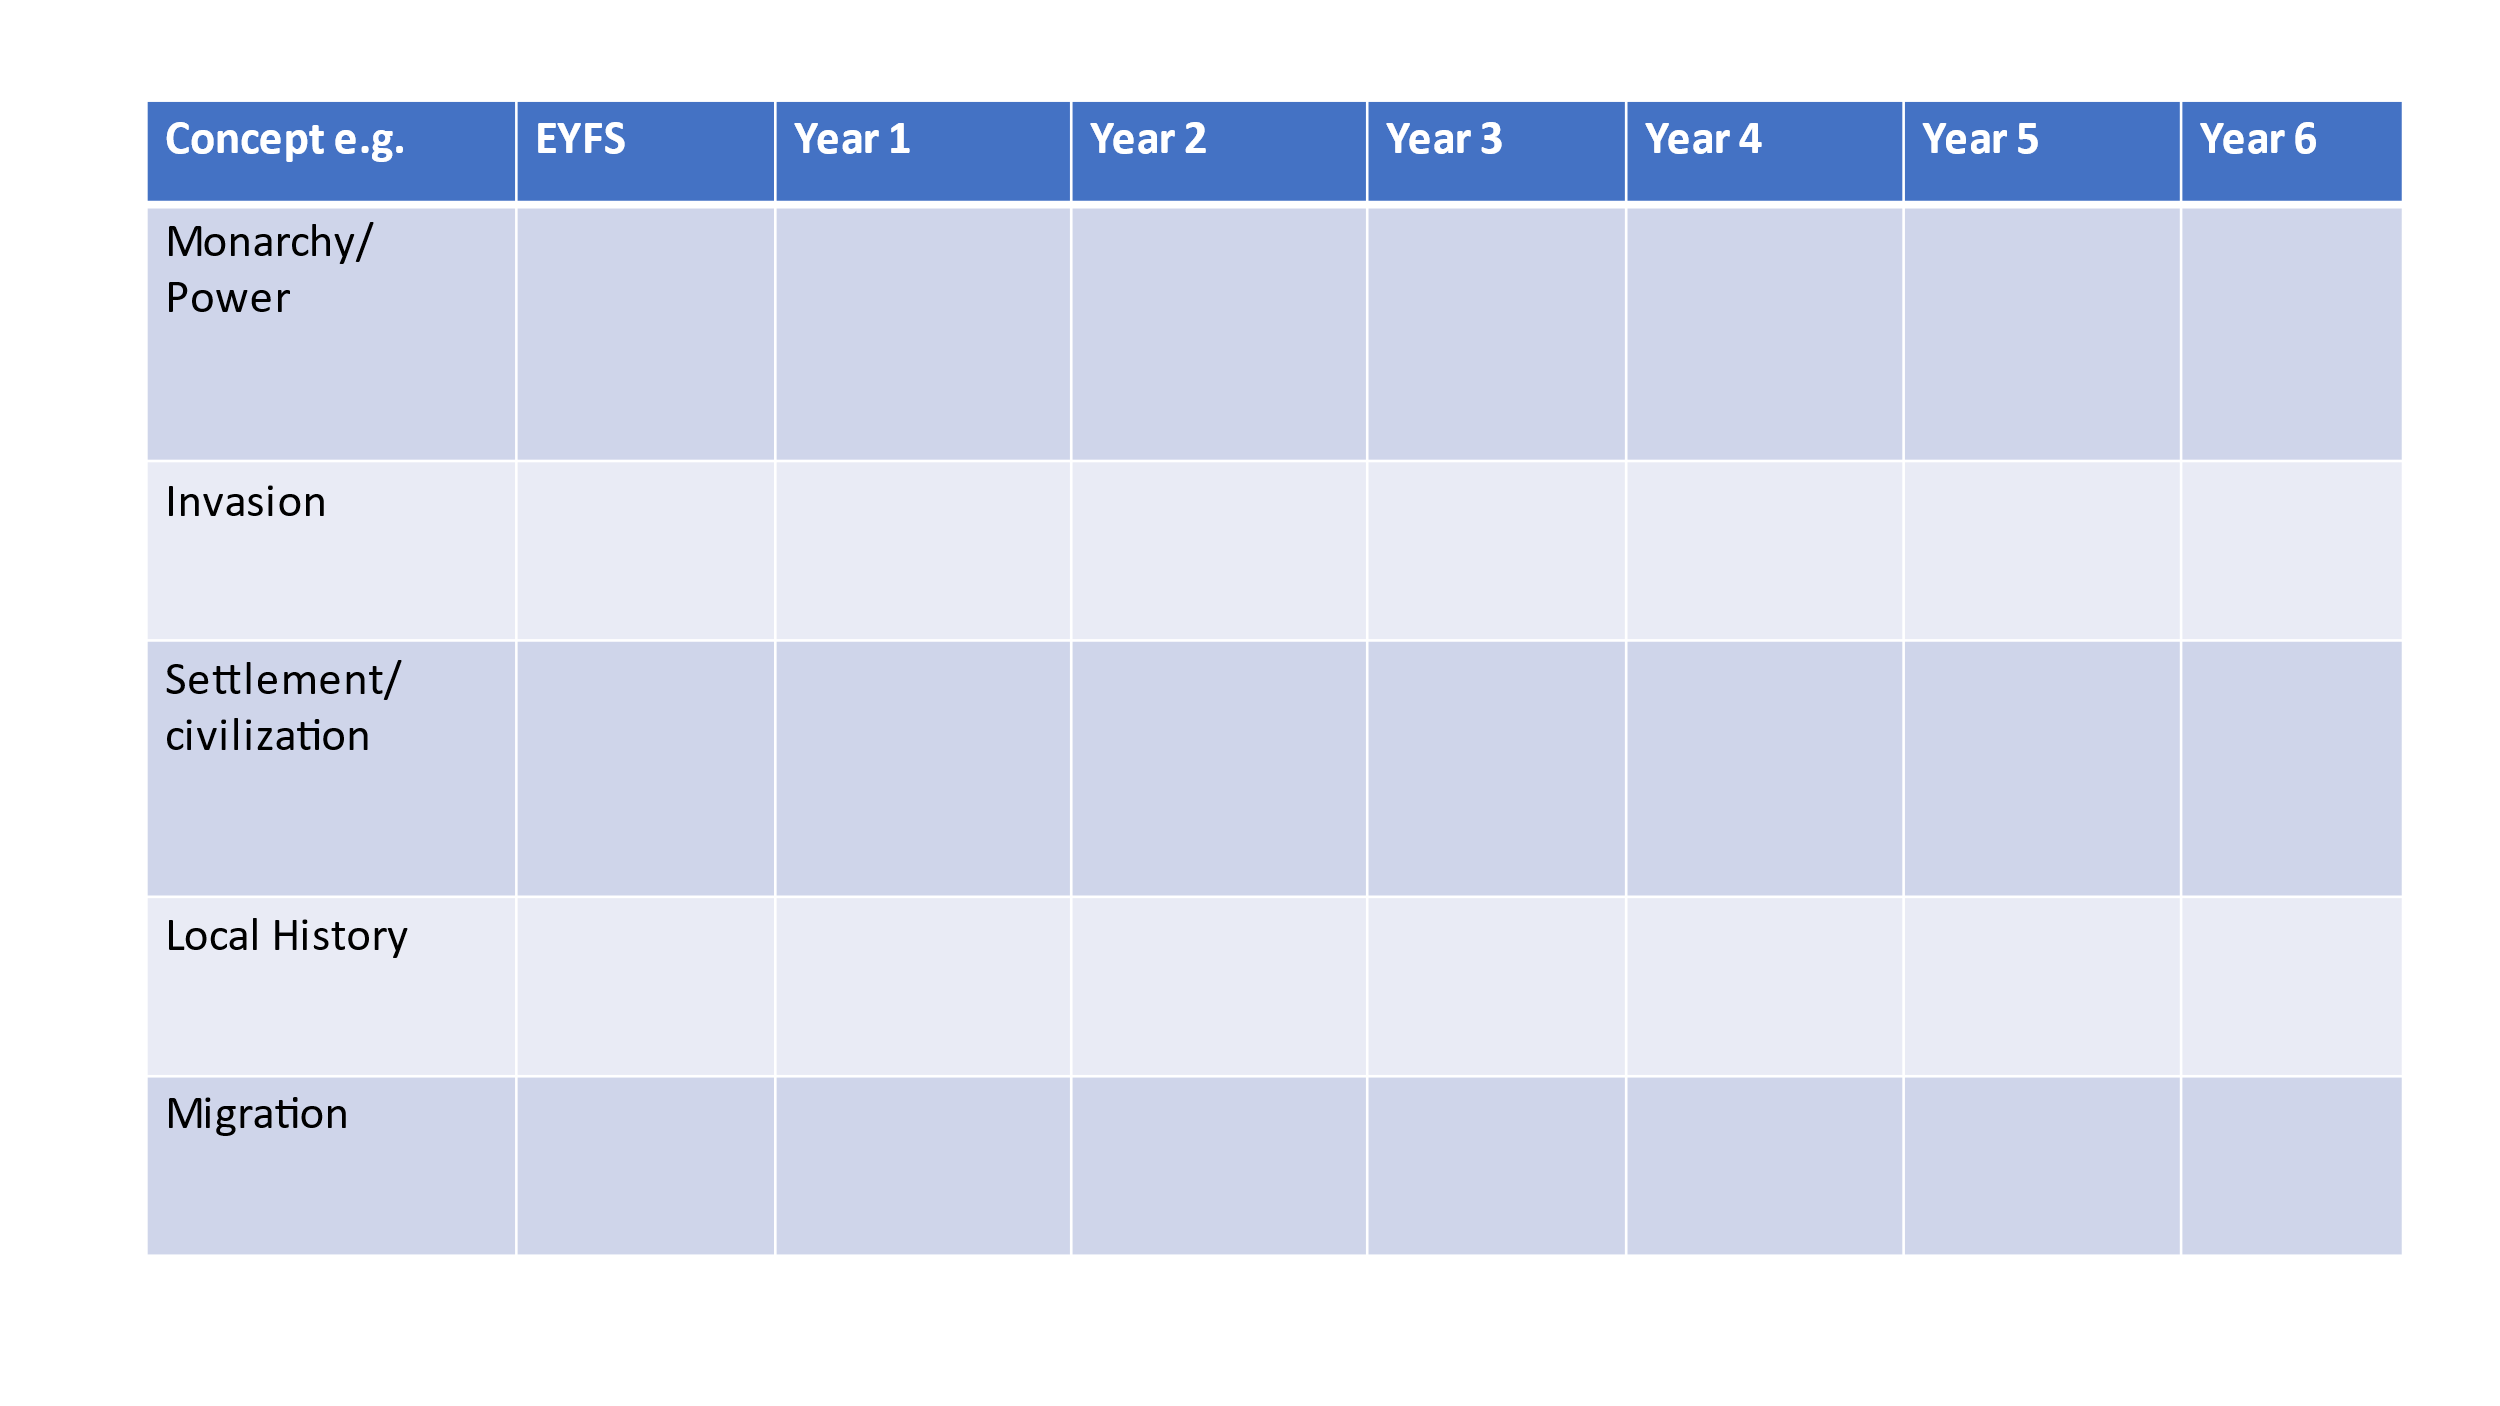 Concept e.g. EYFS Year 1 Year 2 Year 3 Year 4 Year 5 Year 6
Monarchy/
Power
Invasion
Settlement/
civilization
Local History
Migration